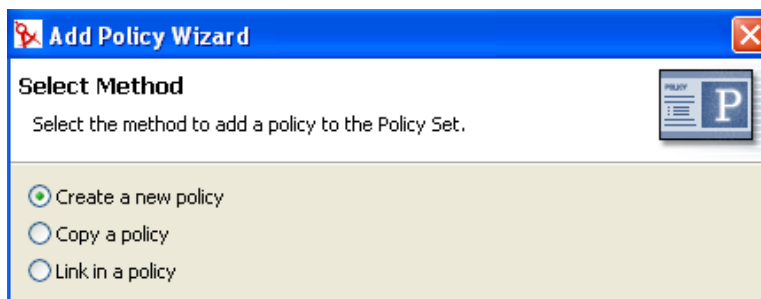 Add Policy Wizard
Select Method
Select the method to add a policy to the Policy Set.
POLICY
P
Create a new policy
Copy a policy
Link in a policy